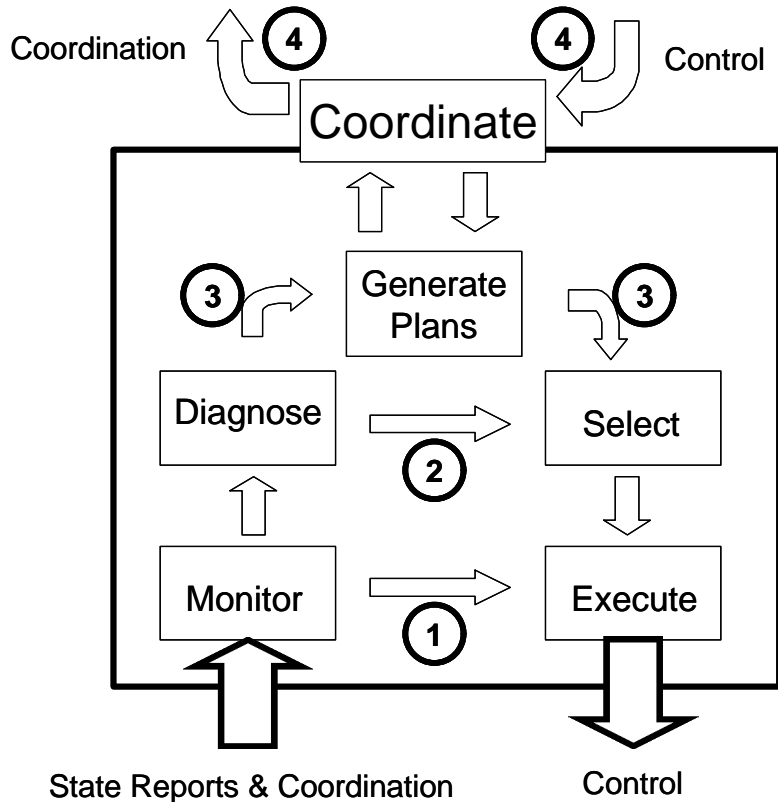 4
4
Coordination
Control
Coordinate
3
Generate
Plans
3
Diagnose
Select
2
Monitor
Execute
1
State Reports & Coordination
Control